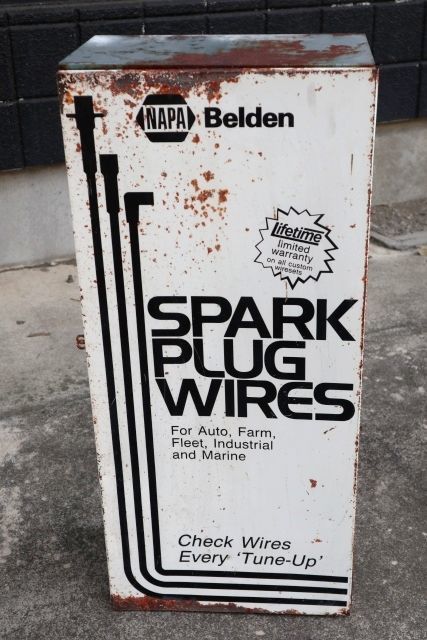 NAPA Belden
Lifetime
limited
warranty
on all custom
wiresets
SPARK
PLUG
WIRES
For Auto, Farm,
Fleet, Industrial
and Marine
Check Wires
Every 'Tune-Up'